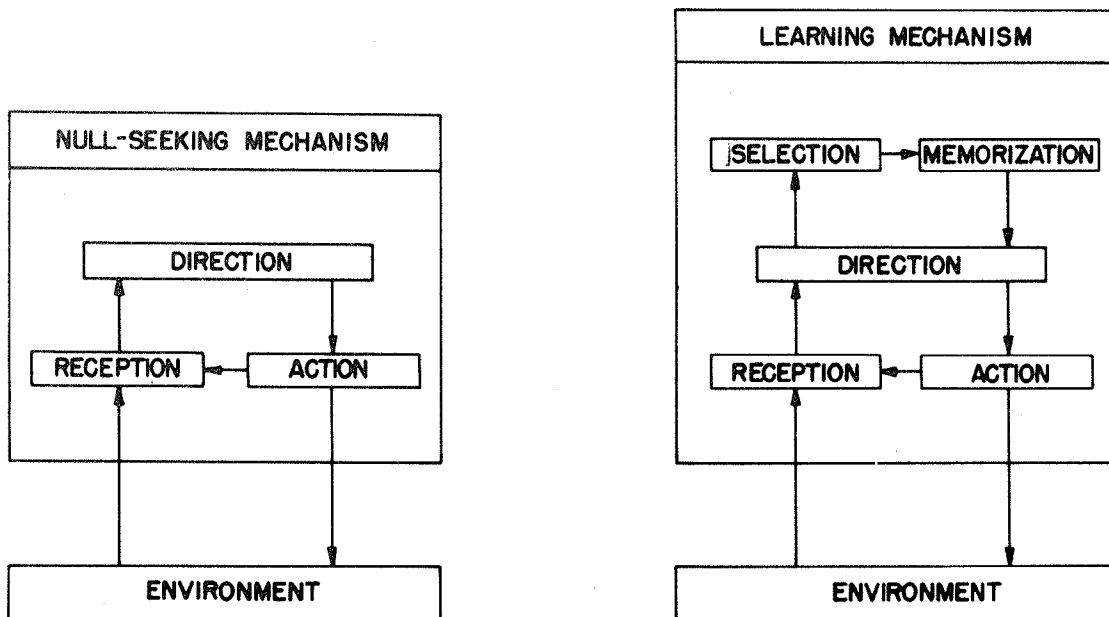 NULL-SEEKING MECHANISM
DIRECTION
RECEPTION
ACTION
ENVIRONMENT
LEARNING MECHANISM
SELECTION
MEMORIZATION
DIRECTION
RECEPTION
ACTION
ENVIRONMENT